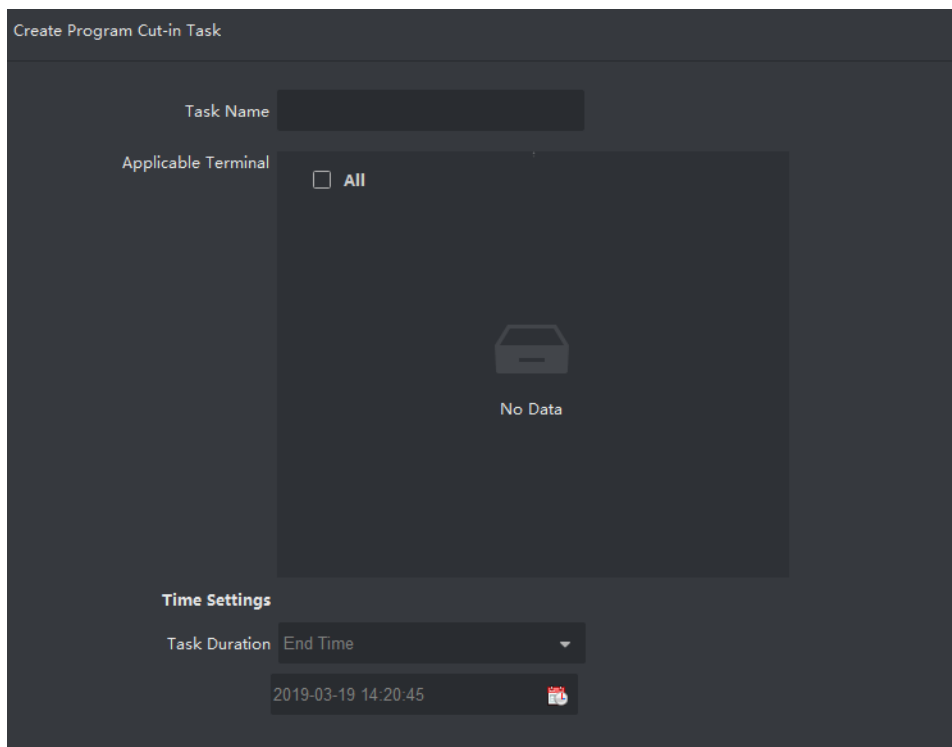 Create Program Cut-in Task
Task Name
Applicable Terminal
All
No Data
Time Settings
Task Duration End Time
2019-03-19 14:20:45